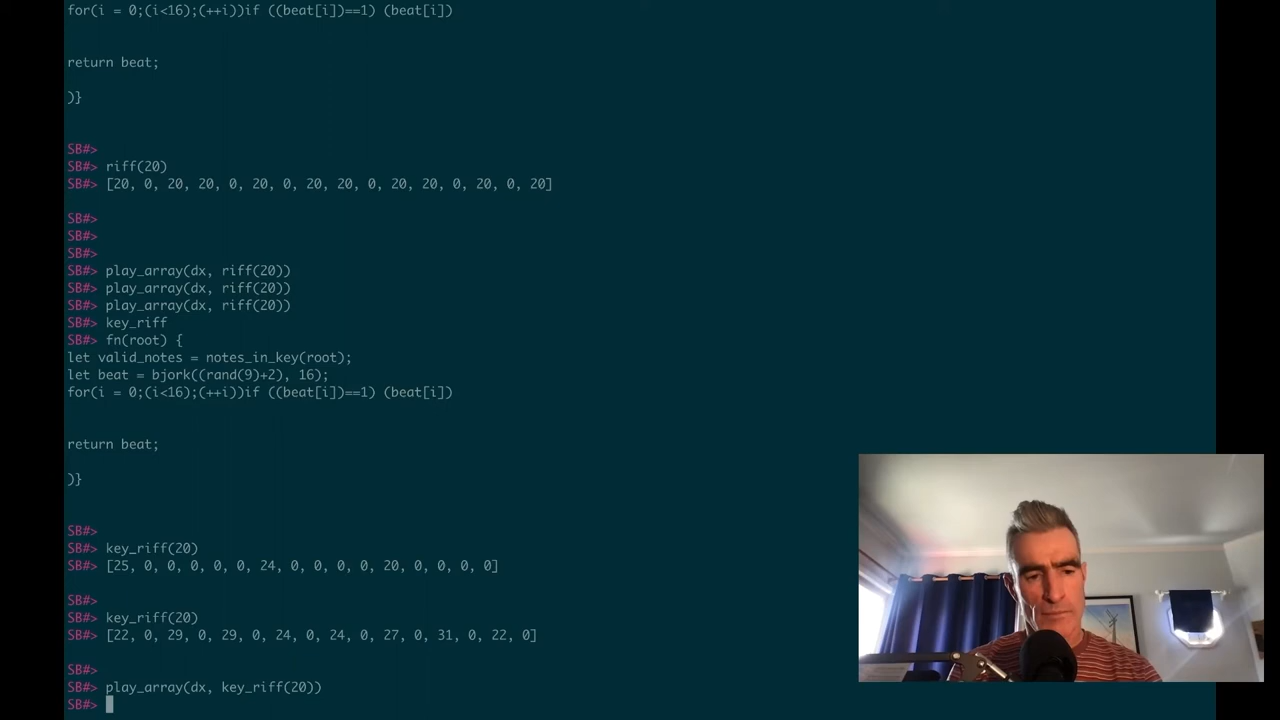 for(i = 0;(i<16);(++i))if ((beat[i])==1) (beat[i])
return beat;
)}
SB#>
SB#> riff(20)
SB#> [20, 0, 20, 20, 0, 20, 0, 20, 20, 0, 20, 20, 0, 20, 0, 20]
SB#>
SB#>
SB#>
SB#> play_array(dx, riff(20))
SB#> play_array(dx, riff(20))
SB#> play_array(dx, riff(20))
SB#> key_riff
SB#> fn(root) {
let valid_notes = notes_in_key(root);
let beat = bjork((rand(9)+2), 16);
for(i = 0;(i<16);(++i))if ((beat[i])==1) (beat[i])
return beat;
)}
SB#>
SB#> key_riff(20)
SB#> [25, 0, 0, 0, 0, 0, 24, 0, 0, 0, 0, 20, 0, 0, 0, 0]
SB#>
SB#> key_riff(20)
SB#> [22, 0, 29, 0, 29, 0, 24, 0, 24, 0, 27, 0, 31, 0, 22, 0]
SB#>
SB#> play_array(dx, key_riff(20))
SB#>